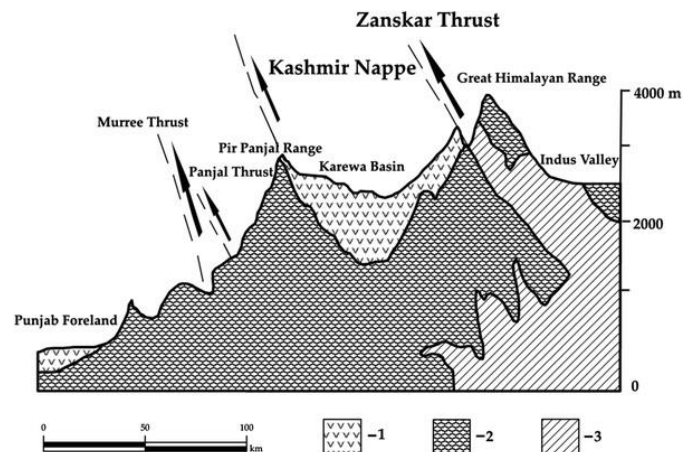 Zanskar Thrust
Kashmir Nappe
Great Himalayan Range
4000 m
Murree Thrust
Pir Panjal Range
Panjal Thrust
Karewa Basin
Indus Valley
2000
Punjab Foreland
0
0 50 100
km
-1 -2 -3